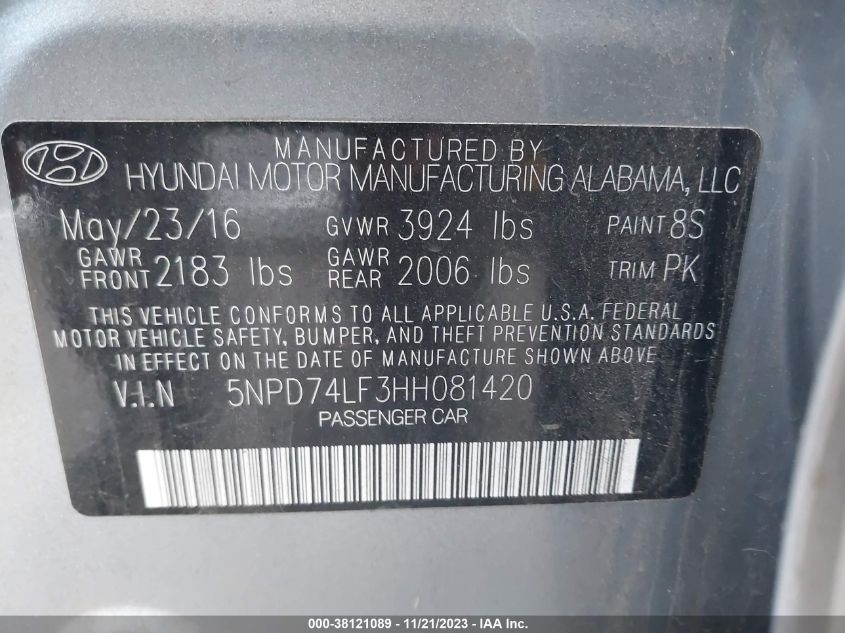 MANUFACTURED BY
HYUNDAI MOTOR MANUFACTURING ALABAMA, LLC
May/23/16 GVWR 3924 lbs PAINT 8S
GAWR FRONT 2183 lbs GAWR REAR 2006 lbs TRIM PK
THIS VEHICLE CONFORMS TO ALL APPLICABLE U.S.A. FEDERAL
MOTOR VEHICLE SAFETY, BUMPER, AND THEFT PREVENTION STANDARDS
IN EFFECT ON THE DATE OF MANUFACTURE SHOWN ABOVE
V.I.N 5NPD74LF3HH081420
PASSENGER CAR
000-38121089 - 11/21/2023 - IAA Inc.